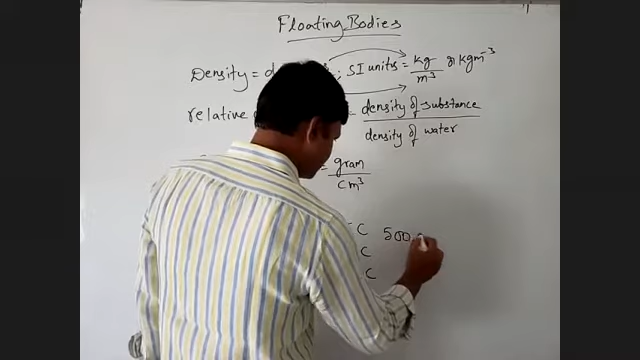 Floating Bodies
Density = d ; SI units = kg/m³ or kgm⁻³
relative = density of substance / density of water
= gram / cm³
C 500
C
C